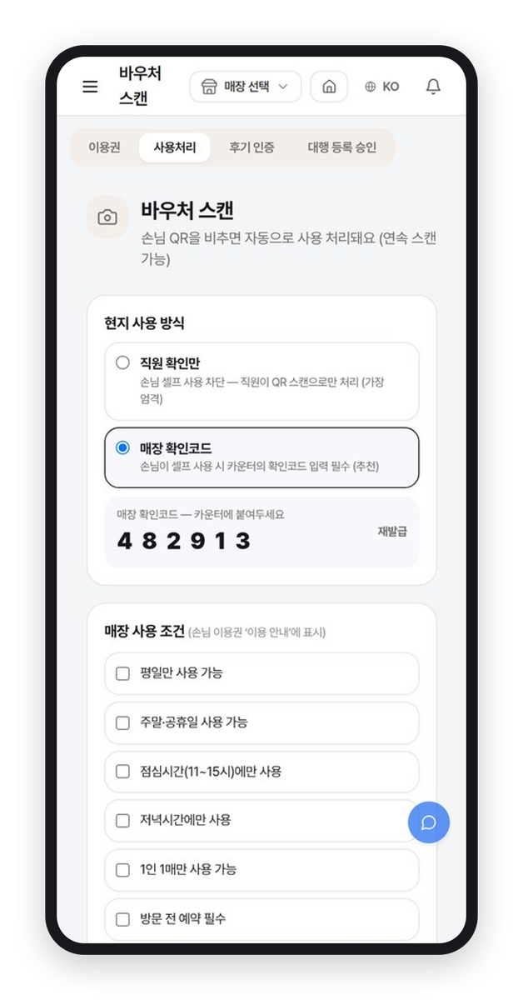 바우처
스캔
매장 선택
KO
이용권 사용처리 후기 인증 대행 등록 승인
바우처 스캔
손님 QR을 비추면 자동으로 사용 처리돼요 (연속 스캔
가능)
현지 사용 방식
직원 확인만
손님 셀프 사용 차단 — 직원이 QR 스캔으로만 처리 (가장
엄격)
매장 확인코드
손님이 셀프 사용 시 카운터의 확인코드 입력 필수 (추천)
매장 확인코드 — 카운터에 붙여두세요
482913
재발급
매장 사용 조건 (손님 이용권 '이용 안내'에 표시)
평일만 사용 가능
주말·공휴일 사용 가능
점심시간(11~15시)에만 사용
저녁시간에만 사용
1인 1매만 사용 가능
방문 전 예약 필수